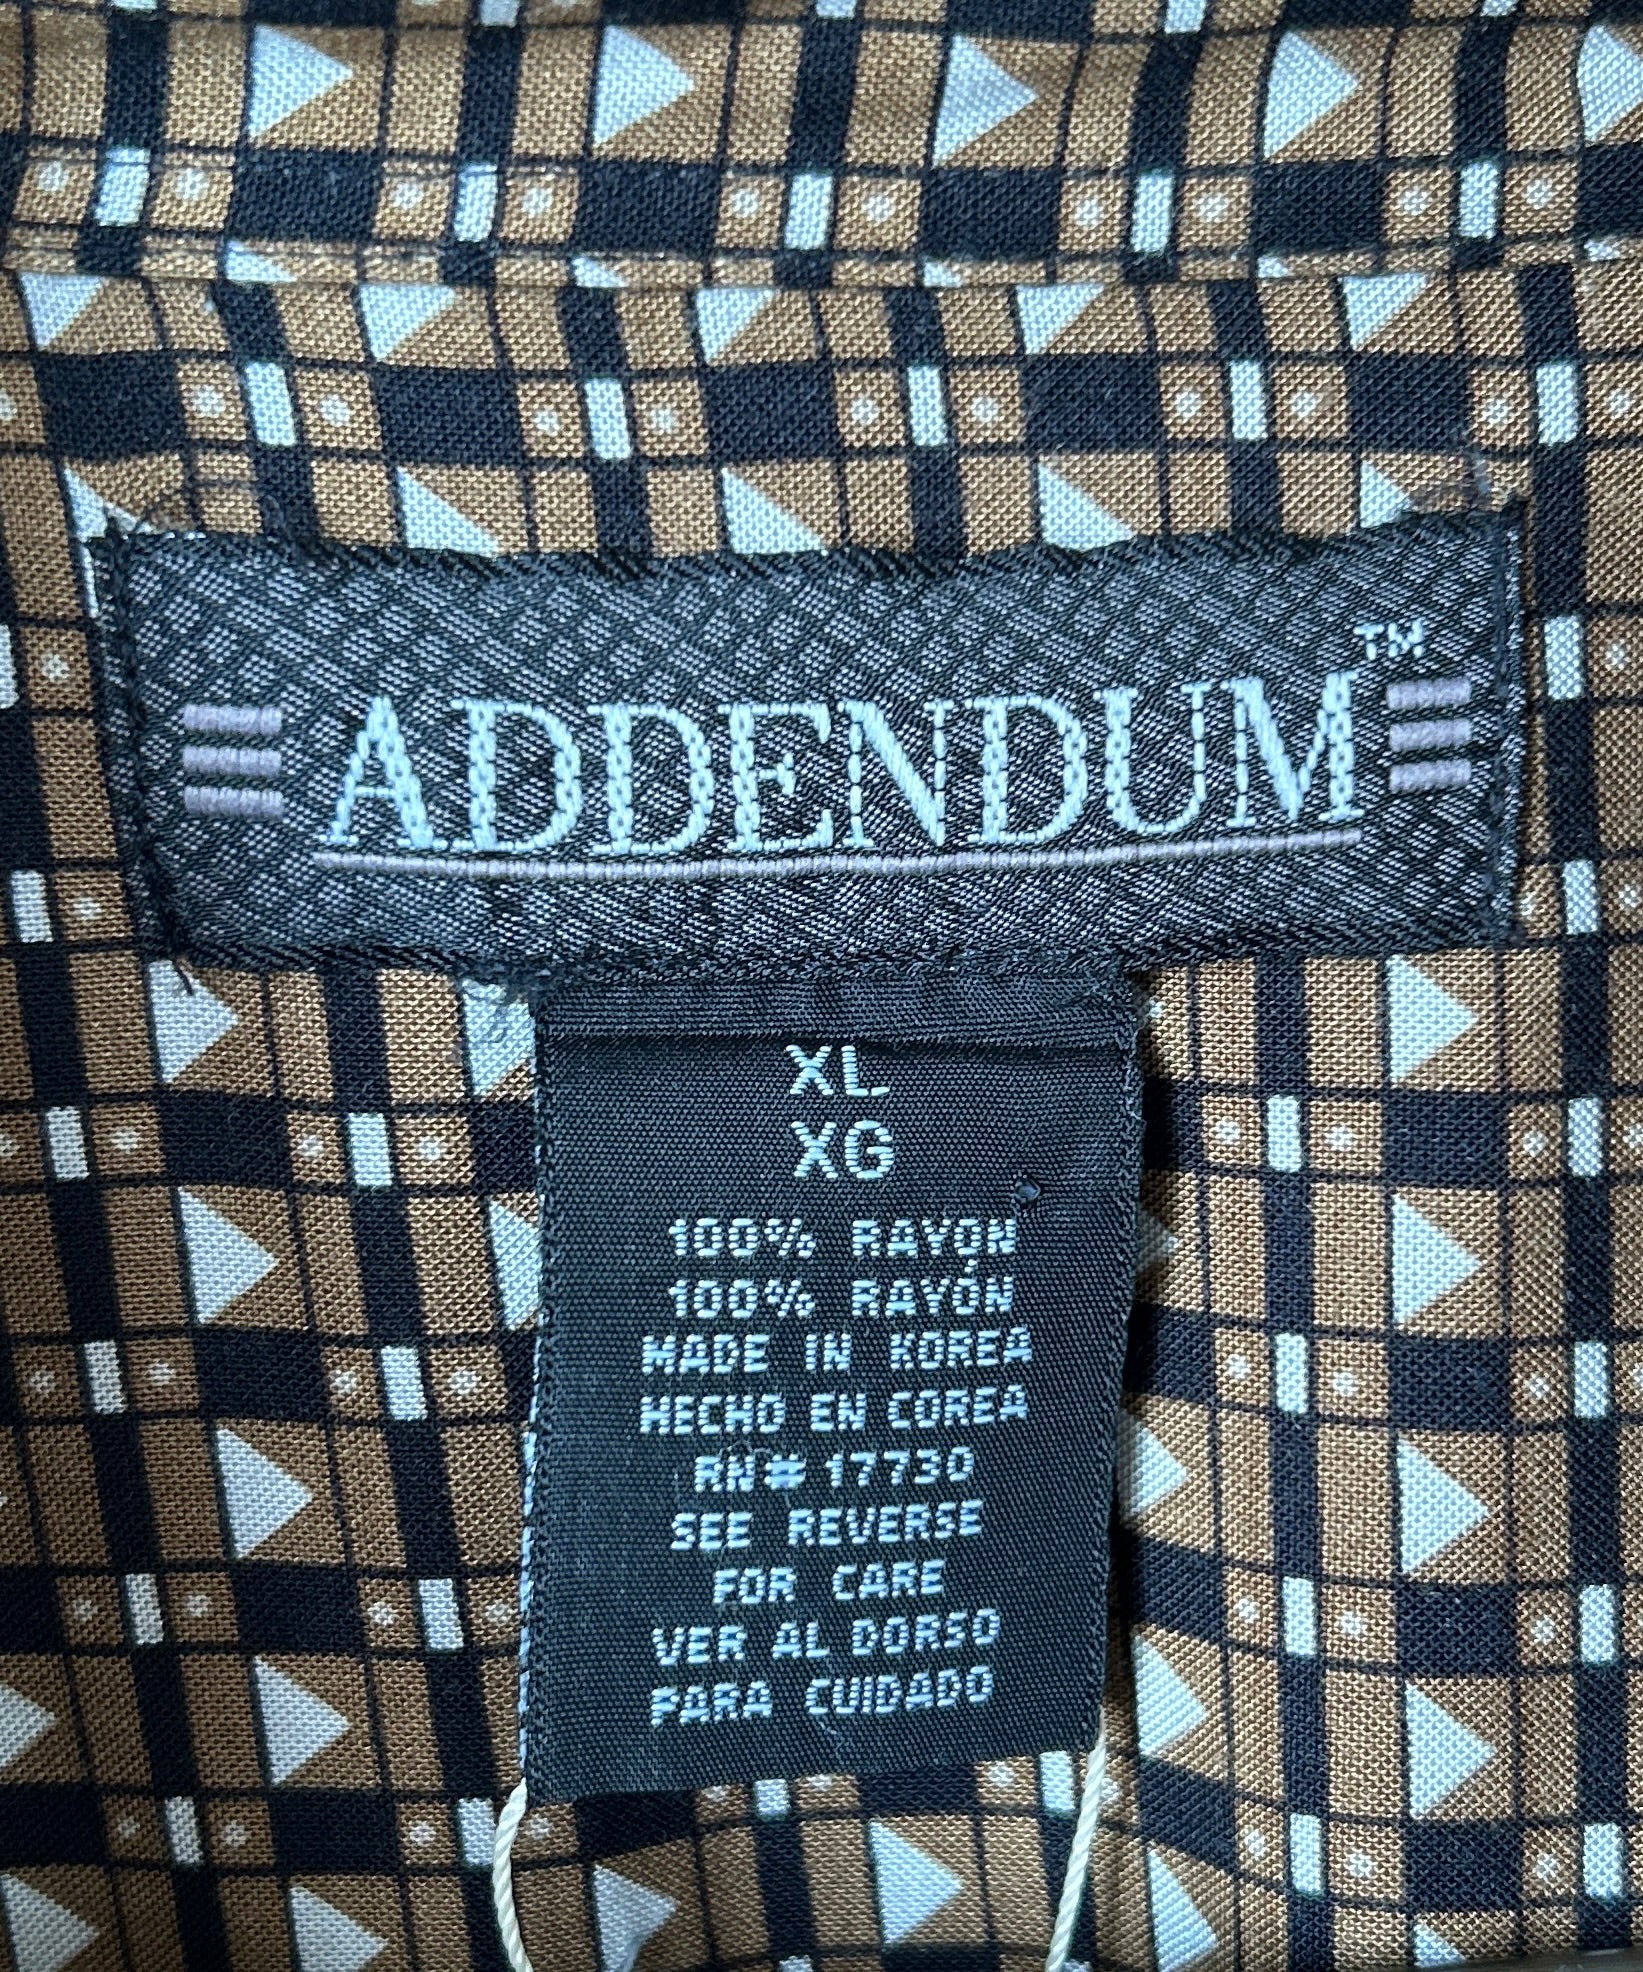 ADDENDUM™
XL
XG
100% RAYON
100% RAYÓN
MADE IN KOREA
HECHO EN COREA
RN# 17730
SEE REVERSE
FOR CARE
VER AL DORSO
PARA CUIDADO